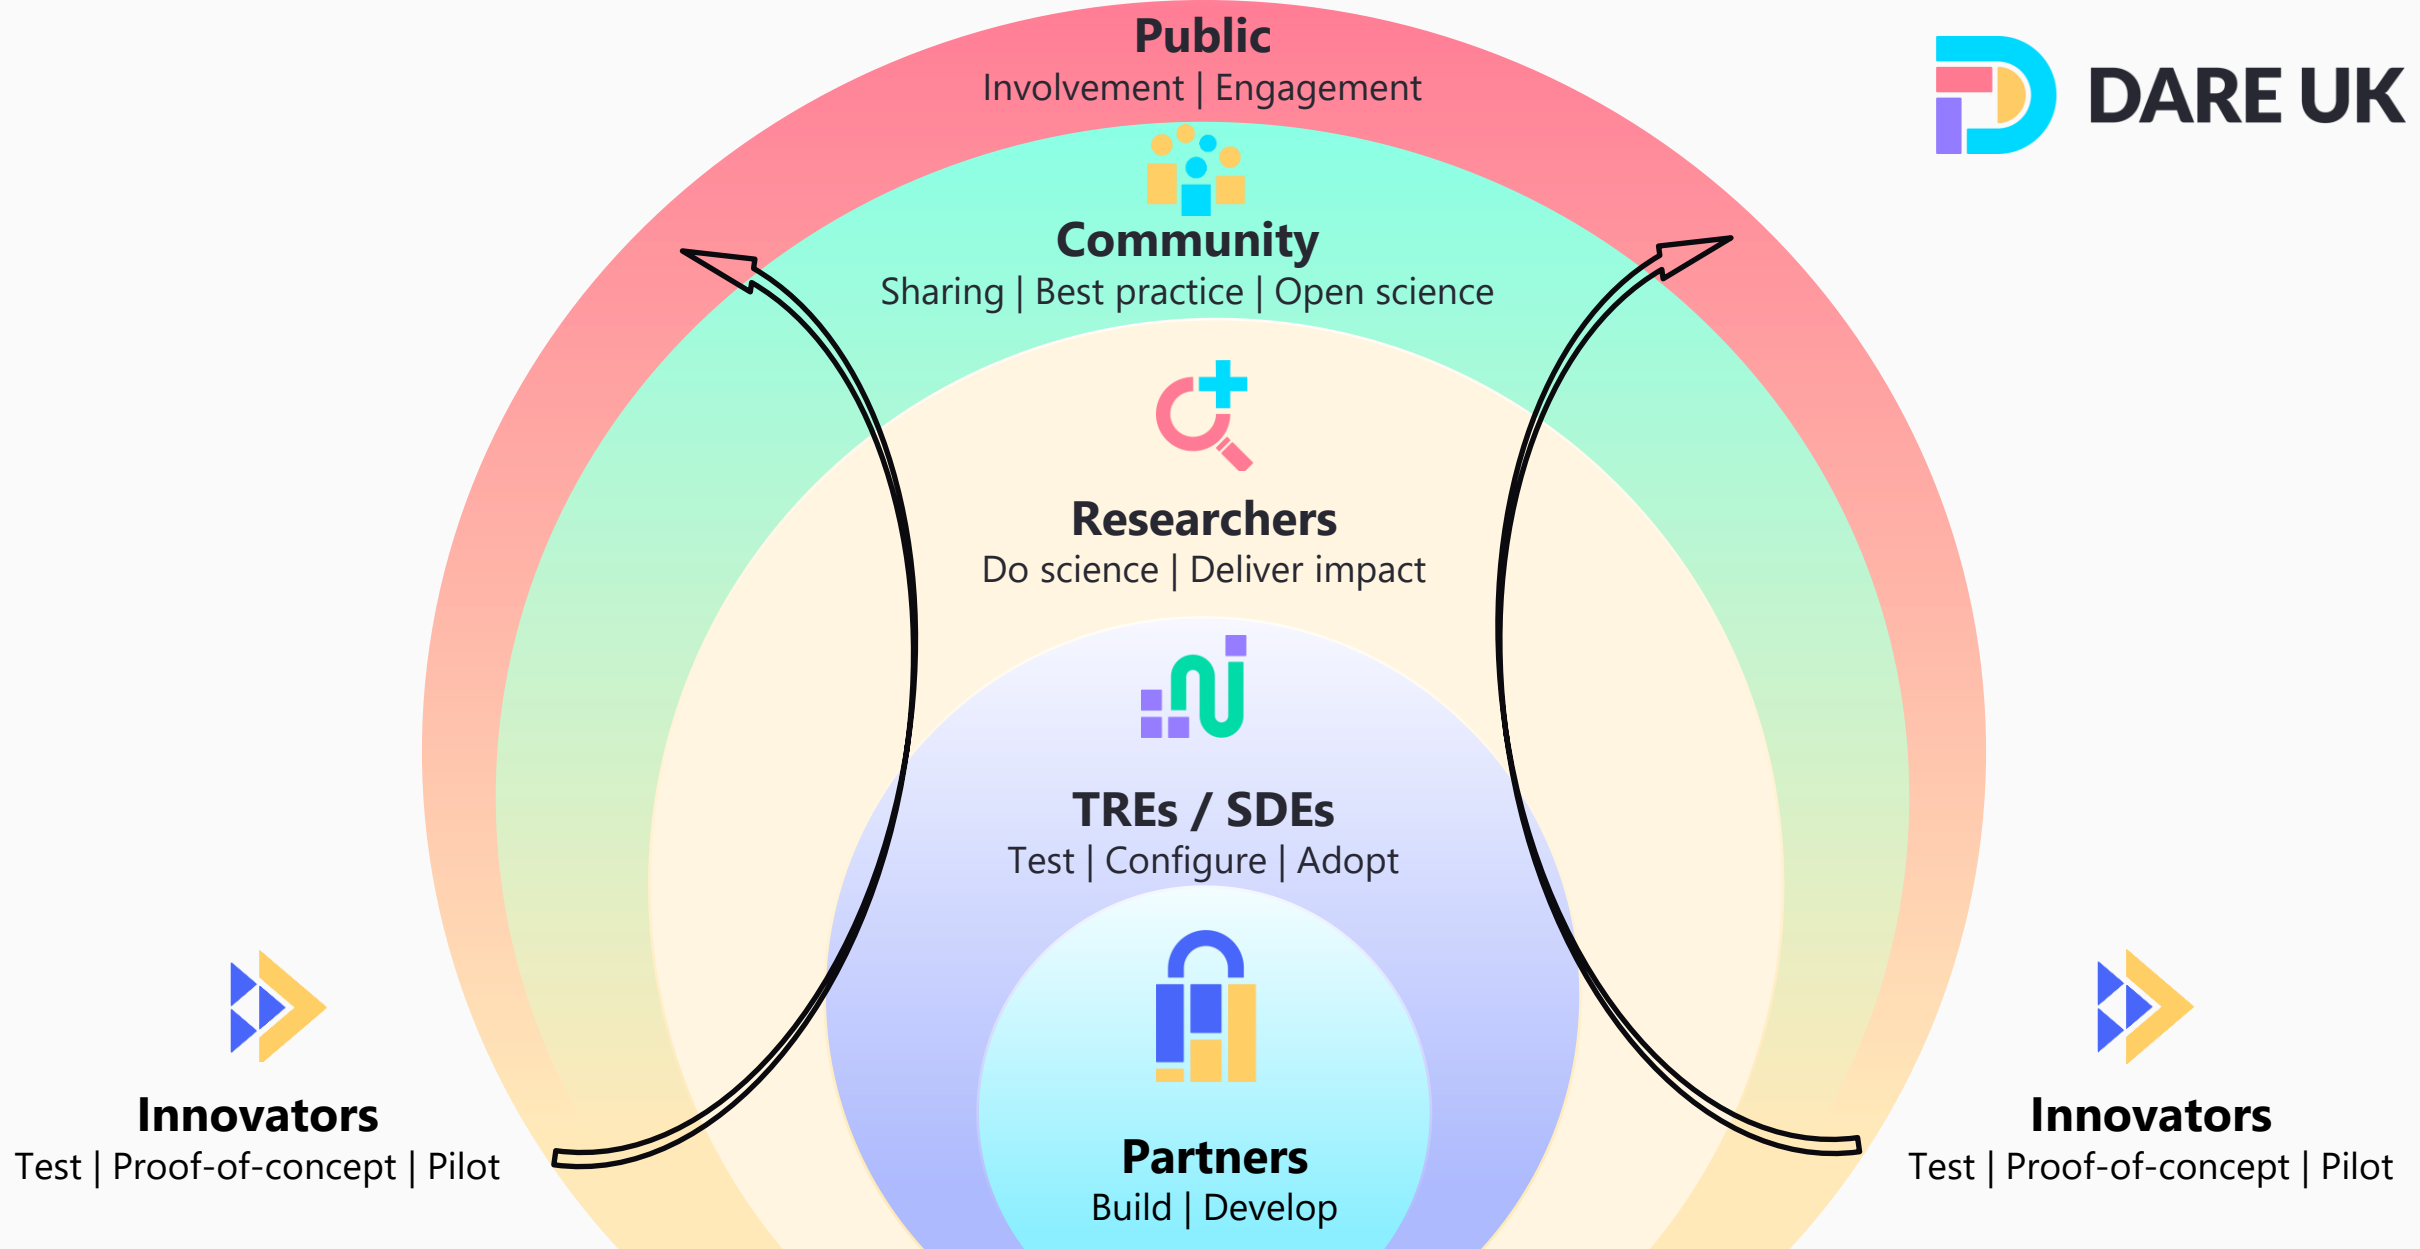 Public
Involvement | Engagement
DARE UK
Community
Sharing | Best practice | Open science
Researchers
Do science | Deliver impact
TREs / SDEs
Test | Configure | Adopt
Partners
Build | Develop
Innovators
Test | Proof-of-concept | Pilot
Innovators
Test | Proof-of-concept | Pilot